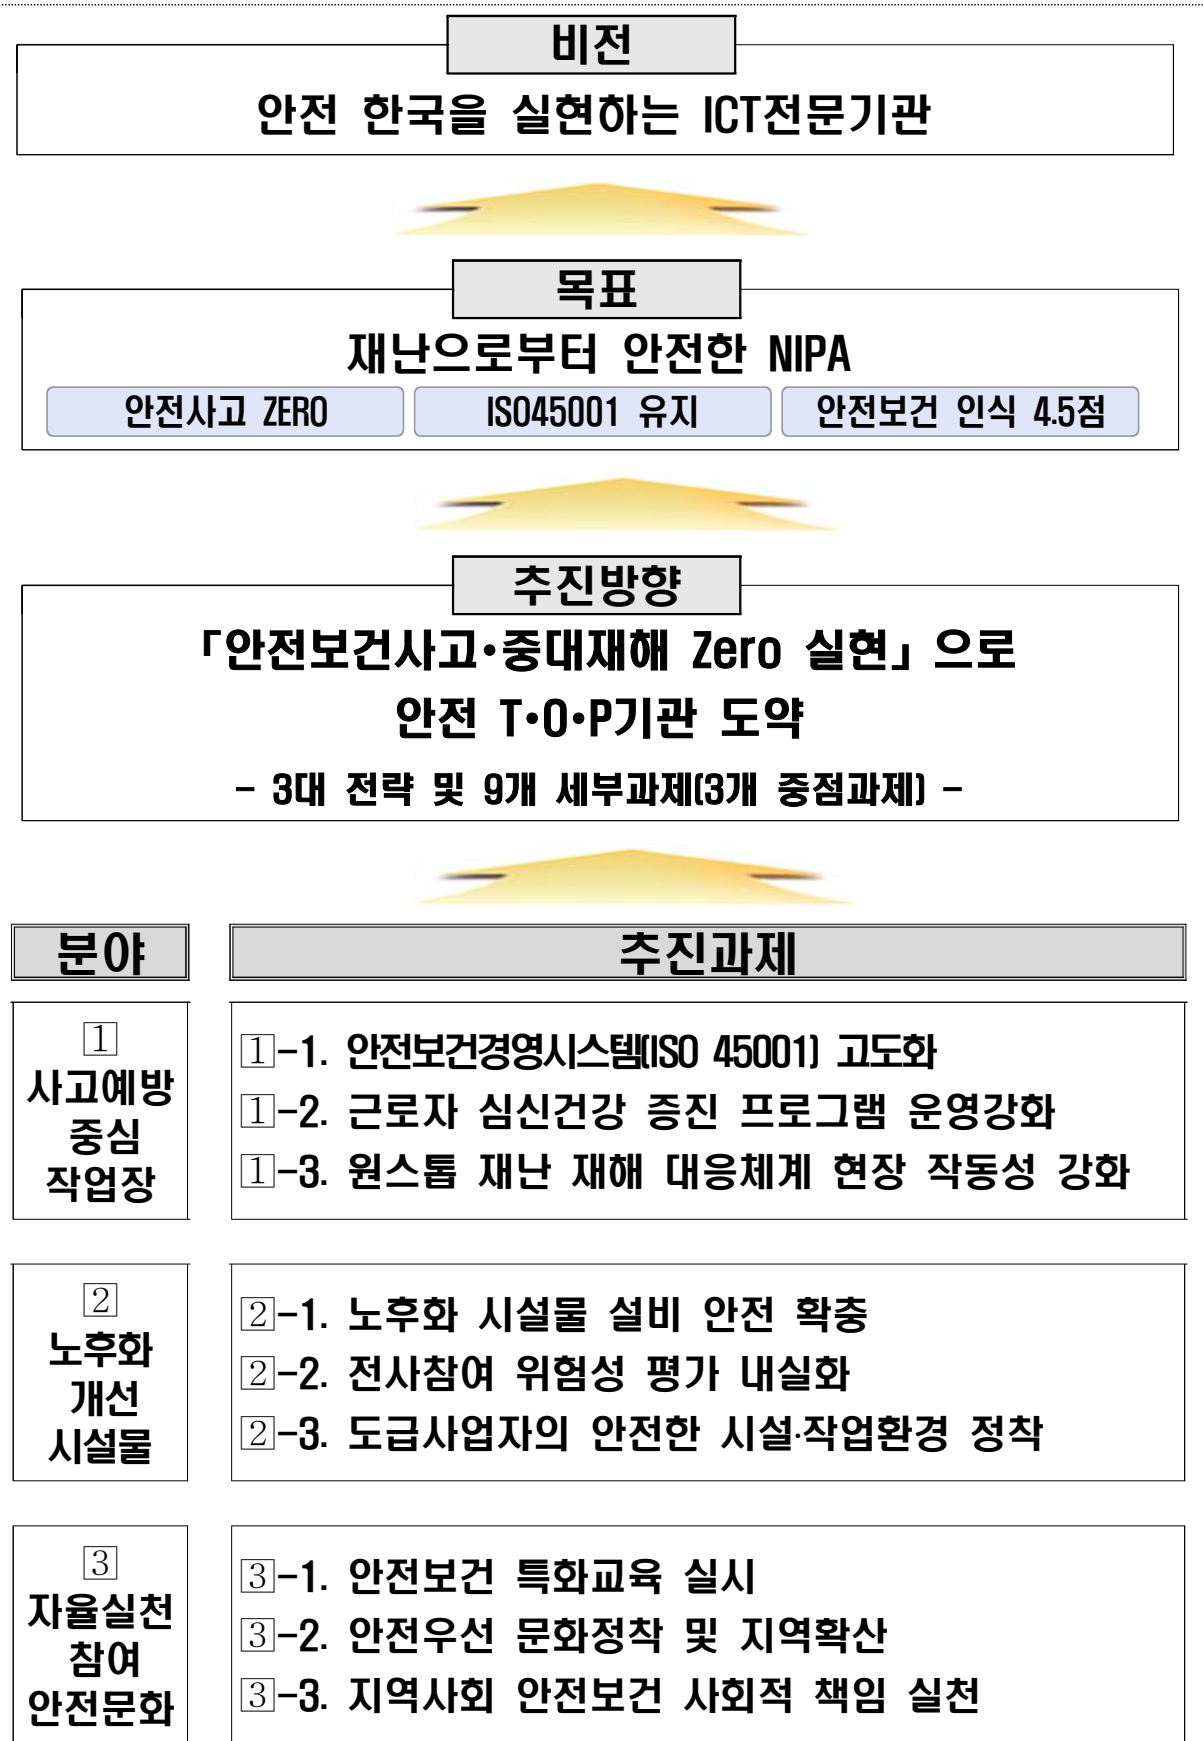 비전
안전 한국을 실현하는 ICT전문기관
목표
재난으로부터 안전한 NIPA
안전사고 ZERO
ISO45001 유지
안전보건 인식 4.5점
추진방향
「안전보건사고·중대재해 Zero 실현」으로
안전 T·O·P기관 도약
- 3대 전략 및 9개 세부과제(3개 중점과제) -
분야
추진과제
1
사고예방
중심
작업장
1-1. 안전보건경영시스템(ISO 45001) 고도화
1-2. 근로자 심신건강 증진 프로그램 운영강화
1-3. 원스톱 재난 재해 대응체계 현장 작동성 강화
2
노후화
개선
시설물
2-1. 노후화 시설물 설비 안전 확충
2-2. 전사참여 위험성 평가 내실화
2-3. 도급사업자의 안전한 시설·작업환경 정착
3
자율실천
참여
안전문화
3-1. 안전보건 특화교육 실시
3-2. 안전우선 문화정착 및 지역확산
3-3. 지역사회 안전보건 사회적 책임 실천